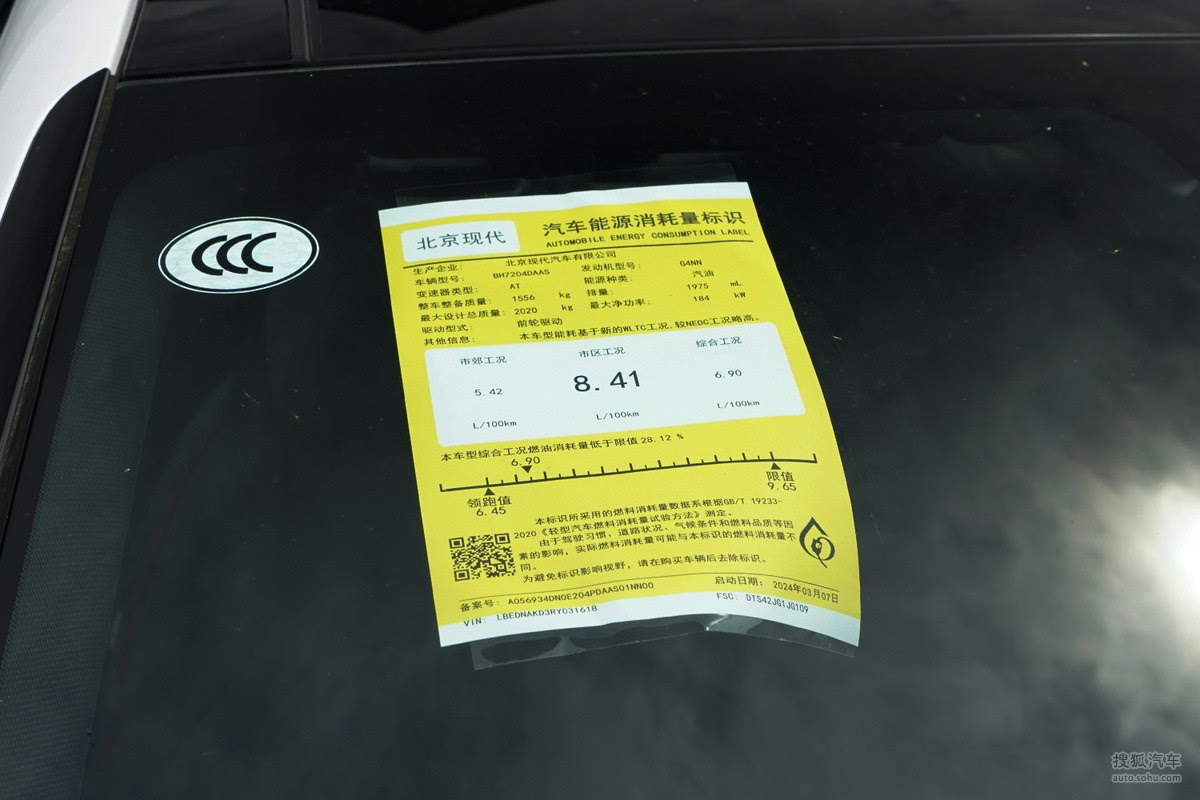 CCC
北京现代
汽车能源消耗量标识
AUTOMOBILE ENERGY CONSUMPTION LABEL
生产企业: 北京现代汽车有限公司
车辆型号: BH7204DAAS 发动机型号: G4NN
变速器类型: AT 能源种类: 汽油
整车整备质量: 1556 kg 排量: 1975 mL
最大设计总质量: 2020 kg 最大净功率: 184 kW
驱动型式: 前轮驱动
其他信息: 本车型能耗基于新的WLTC工况,较NEDC工况略高。
市郊工况 市区工况 综合工况
5.42 8.41 6.90
L/100km L/100km L/100km
本车型综合工况燃油消耗量低于限值28.12 %
6.90
领跑值 限值
6.45 9.65
本标识所采用的燃料消耗量数据系根据GB/T 19233-
2020《轻型汽车燃料消耗量试验方法》测定。
由于驾驶习惯、道路状况、气候条件和燃料品质等因
素的影响，实际燃料消耗量可能与本标识的燃料消耗量不
同。
为避免标识影响视野，请在购买车辆后去除标识。
备案号: A056934DN0E204PDAAS01NN00 启动日期: 2024年03月07日
VIN: LBEDNAKD3RY031618 FSC: DTS42JG1JG109
搜狐汽车
auto.sohu.com